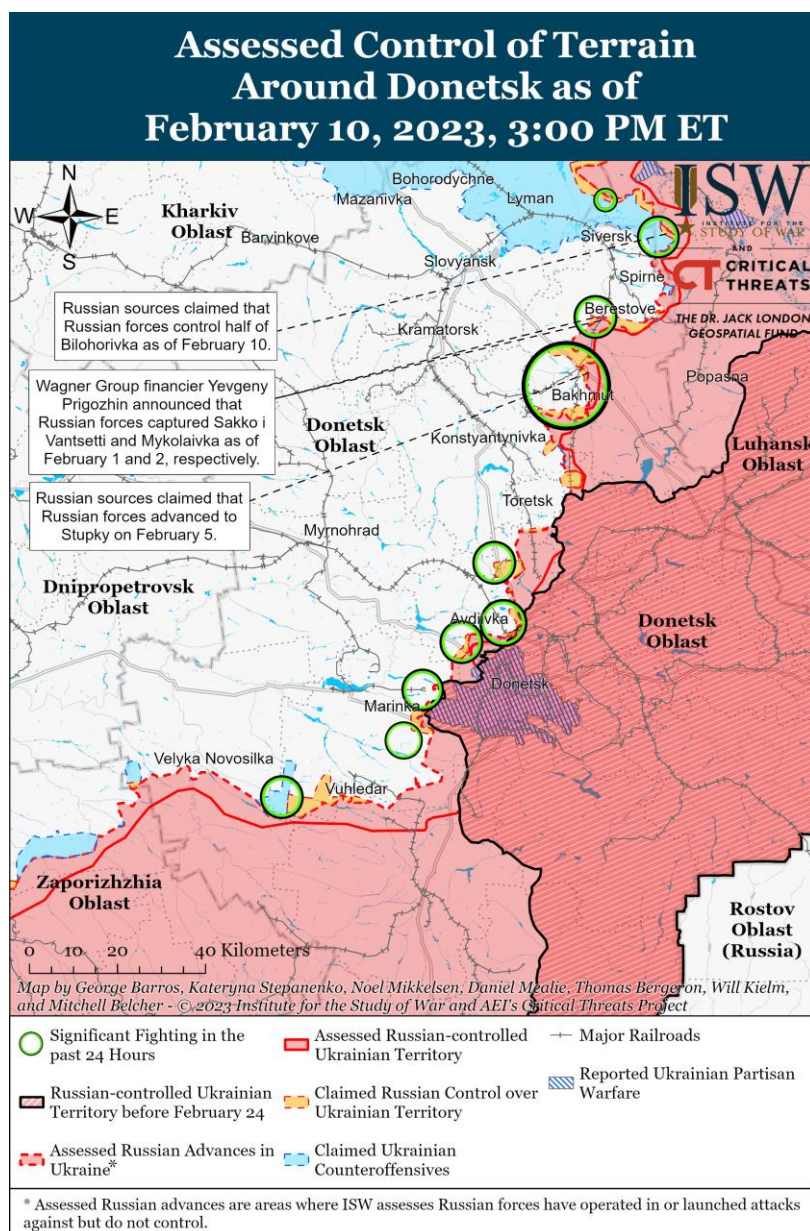 Assessed Control of Terrain
Around Donetsk as of
February 10, 2023, 3:00 PM ET
N
W
E
S
Kharkiv
Oblast
Bohorodychne
Mazanivka
Lyman
Barvinkove
Slovyansk
Siversk
Spirne
ISW
INSTITUTE FOR THE
STUDY OF WAR
AND
CT CRITICAL
THREATS
THE DR. JACK LONDON
GEOSPATIAL FUND
Russian sources claimed that
Russian forces control half of
Bilohorivka as of February 10.
Kramatorsk
Berestove
Wagner Group financier Yevgeny
Prigozhin announced that
Russian forces captured Sakko i
Vantsetti and Mykolaivka as of
February 1 and 2, respectively.
Donetsk
Oblast
Bakhmut
Popasna
Konstyantynivka
Luhansk
Oblast
Russian sources claimed that
Russian forces advanced to
Stupky on February 5.
Toretsk
Myrnohrad
Dnipropetrovsk
Oblast
Avdiivka
Donetsk
Oblast
Donetsk
Marinka
Velyka Novosilka
Vuhledar
Zaporizhzhia
Oblast
Rostov
Oblast
(Russia)
0 10 20 40 Kilometers
Map by George Barros, Kateryna Stepanenko, Noel Mikkelsen, Daniel Mealie, Thomas Bergeron, Will Kielm,
and Mitchell Belcher - © 2023 Institute for the Study of War and AEI's Critical Threats Project
Significant Fighting in the
past 24 Hours
Russian-controlled Ukrainian
Territory before February 24
Assessed Russian Advances in
Ukraine*
Assessed Russian-controlled
Ukrainian Territory
Claimed Russian Control over
Ukrainian Territory
Claimed Ukrainian
Counteroffensives
Major Railroads
Reported Ukrainian Partisan
Warfare
* Assessed Russian advances are areas where ISW assesses Russian forces have operated in or launched attacks
against but do not control.